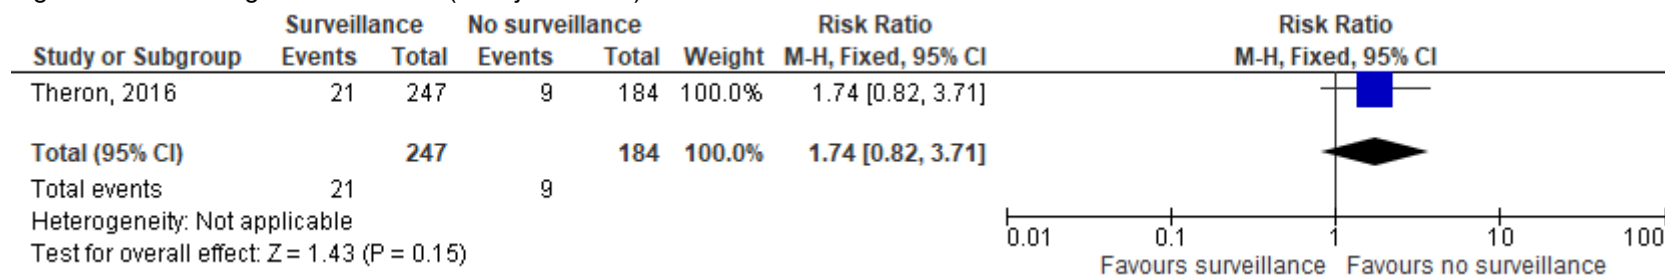 Surveillance No surveillance Risk Ratio Risk Ratio
Study or Subgroup Events Total Events Total Weight M-H, Fixed, 95% CI M-H, Fixed, 95% CI
Theron, 2016 21 247 9 184 100.0% 1.74 [0.82, 3.71]
Total (95% CI) 247 184 100.0% 1.74 [0.82, 3.71]
Total events 21 9
Heterogeneity: Not applicable
Test for overall effect: Z = 1.43 (P = 0.15)
0.01 0.1 1 10 100
Favours surveillance Favours no surveillance